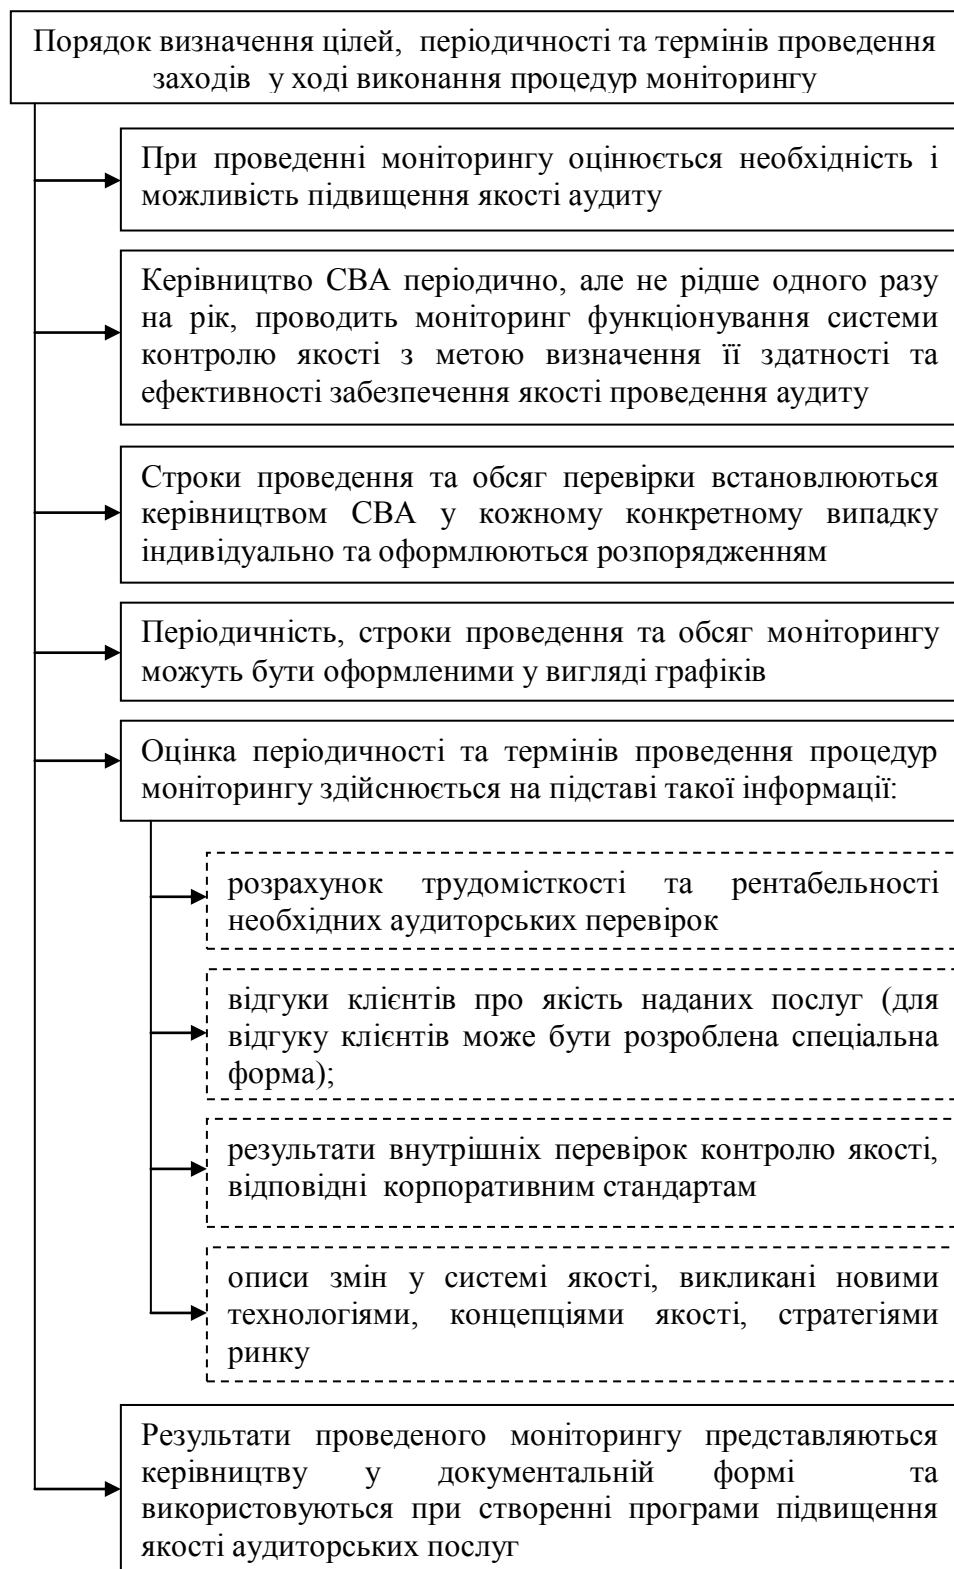 Порядок визначення цілей, періодичності та термінів проведення
заходів у ході виконання процедур моніторингу
При проведенні моніторингу оцінюється необхідність і
можливість підвищення якості аудиту
Керівництво СВА періодично, але не рідше одного разу
на рік, проводить моніторинг функціонування системи
контролю якості з метою визначення її здатності та
ефективності забезпечення якості проведення аудиту
Строки проведення та обсяг перевірки встановлюються
керівництвом СВА у кожному конкретному випадку
індивідуально та оформлюються розпорядженням
Періодичність, строки проведення та обсяг моніторингу
можуть бути оформленими у вигляді графіків
Оцінка періодичності та термінів проведення процедур
моніторингу здійснюється на підставі такої інформації:
розрахунок трудомісткості та рентабельності
необхідних аудиторських перевірок
відгуки клієнтів про якість наданих послуг (для
відгуку клієнтів може бути розроблена спеціальна
форма);
результати внутрішніх перевірок контролю якості,
відповідні корпоративним стандартам
описи змін у системі якості, викликані новими
технологіями, концепціями якості, стратегіями
ринку
Результати проведеного моніторингу представляються
керівництву у документальній формі та
використовуються при створенні програми підвищення
якості аудиторських послуг